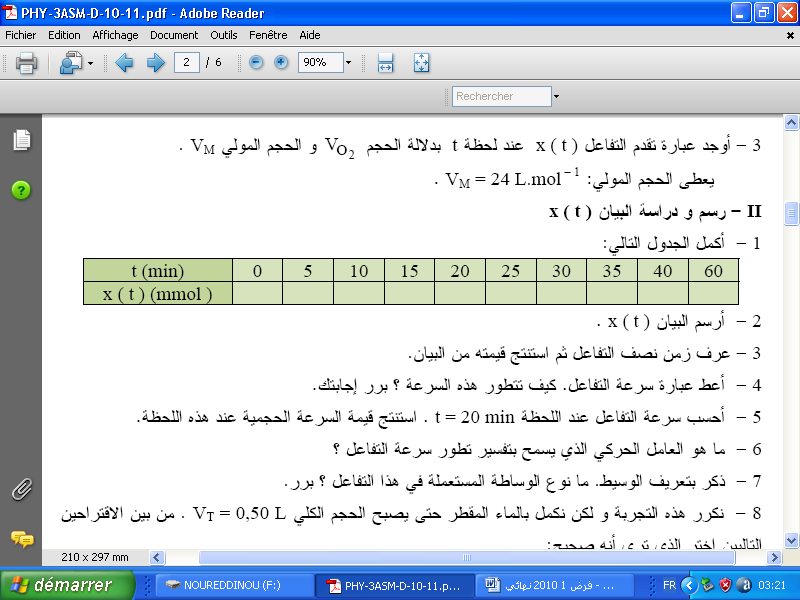 PHY-3ASM-D-10-11.pdf - Adobe Reader
Fichier Edition Affichage Document Outils Fenêtre Aide
2 / 6 90%
Rechercher
3 – أوجد عبارة تقدم التفاعل x ( t ) عند لحظة t بدلالة الحجم VO2 و الحجم المولي VM .
يعطى الحجم المولي: VM = 24 L.mol – 1 .
II – رسم و دراسة البيان x ( t )
1 – أكمل الجدول التالي:
t (min) 0 5 10 15 20 25 30 35 40 60
x ( t ) (mmol )
2 – أرسم البيان x ( t ) .
3 – عرف زمن نصف التفاعل ثم استنتج قيمته من البيان.
4 – أعط عبارة سرعة التفاعل. كيف تتطور هذه السرعة ؟ برر إجابتك.
5 – أحسب سرعة التفاعل عند اللحظة t = 20 min . استنتج قيمة السرعة الحجمية عند هذه اللحظة.
6 – ما هو العامل الحركي الذي يسمح بتفسير تطور سرعة التفاعل ؟
7 – ذكر بتعريف الوسيط. ما نوع الوساطة المستعملة في هذا التفاعل ؟ برر.
8 – نكرر هذه التجربة و لكن نكمل بالماء المقطر حتى يصبح الحجم الكلي VT = 0,50 L . من بين الاقتراحين
التاليين اختر الذي ترى أنه صحيح:
210 x 297 mm
démarrer NOUREDDINOU (F:) PHY-3ASM-D-10-11.p... فرض 1 2010 نهائي - ... FR 03:21